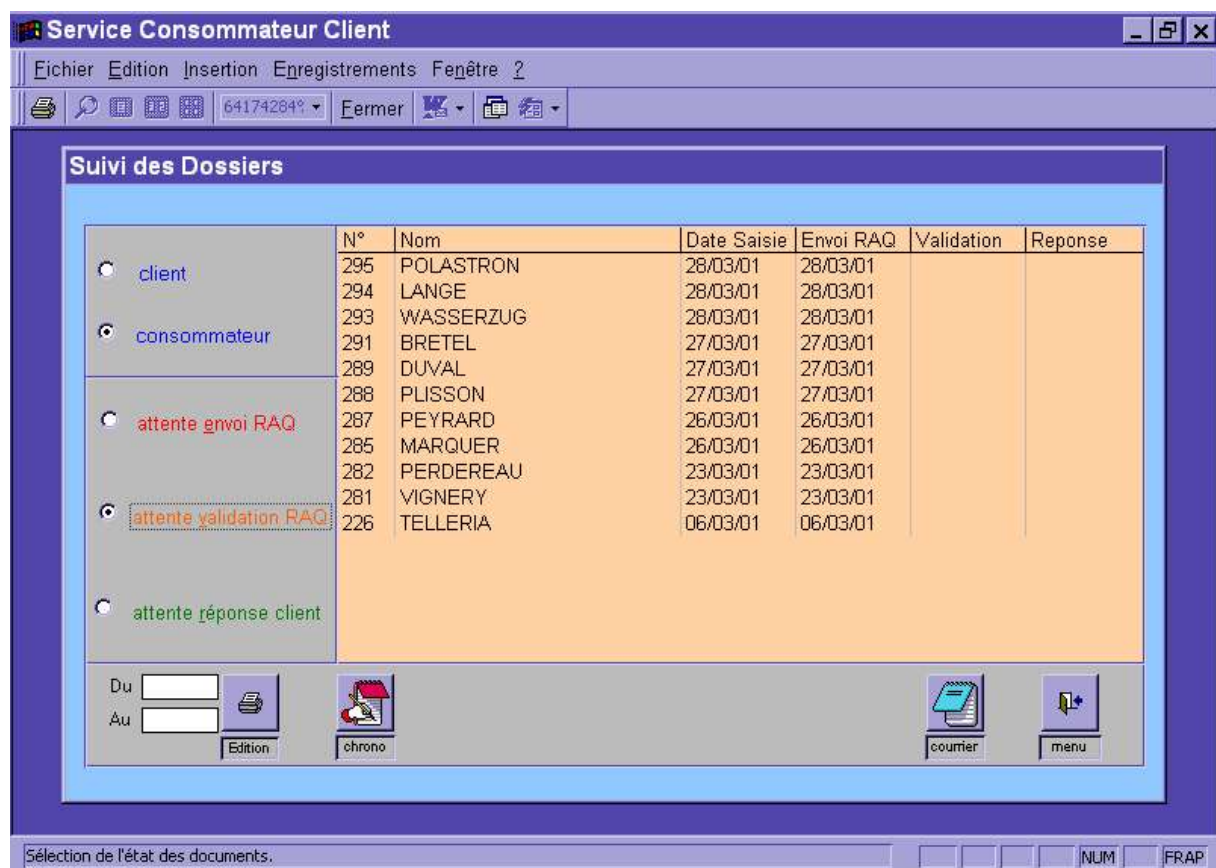 Service Consommateur Client
Fichier Edition Insertion Enregistrements Fenêtre ?
64174284% Fermer
Suivi des Dossiers
client
consommateur
attente envoi RAQ
attente validation RAQ
attente réponse client
N° Nom Date Saisie Envoi RAQ Validation Reponse
295 POLASTRON 28/03/01 28/03/01
294 LANGE 28/03/01 28/03/01
293 WASSERZUG 28/03/01 28/03/01
291 BRETEL 27/03/01 27/03/01
289 DUVAL 27/03/01 27/03/01
288 PLISSON 27/03/01 27/03/01
287 PEYRARD 26/03/01 26/03/01
285 MARQUER 26/03/01 26/03/01
282 PERDEREAU 23/03/01 23/03/01
281 VIGNERY 23/03/01 23/03/01
226 TELLERIA 06/03/01 06/03/01
Du
Au
Edition chrono courrier menu
Sélection de l'état des documents. NUM FRAP